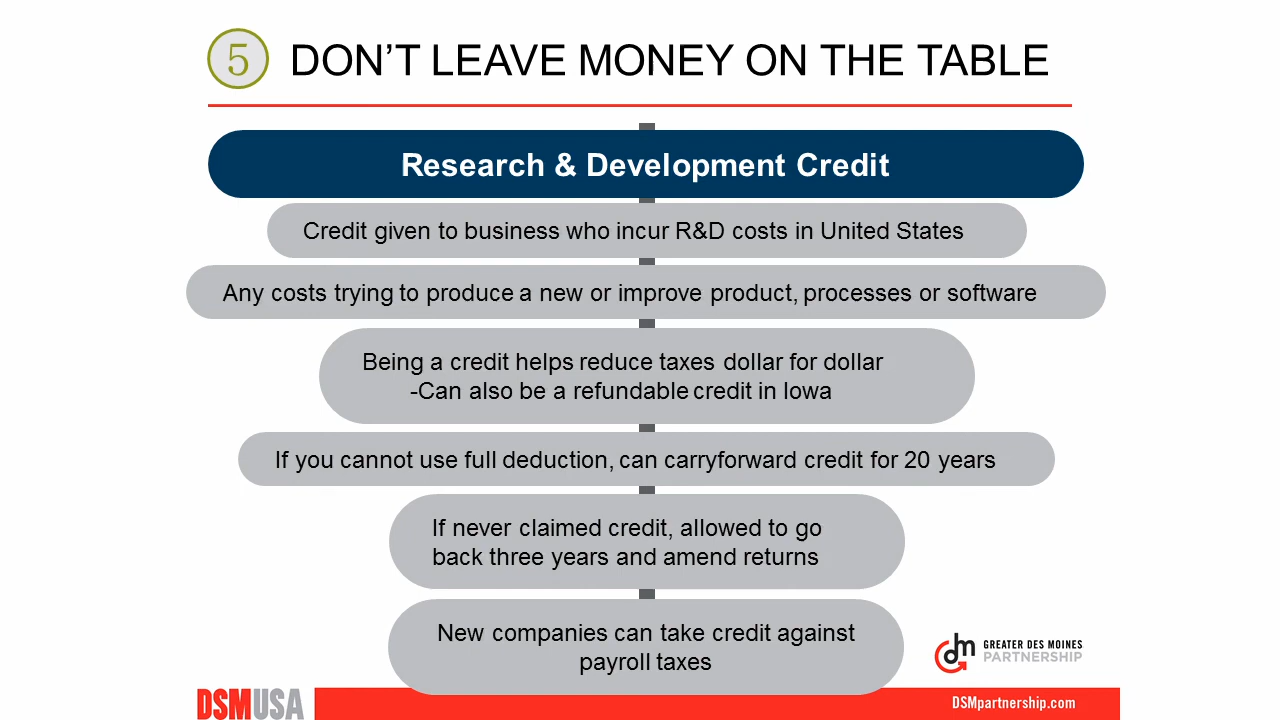 5 DON’T LEAVE MONEY ON THE TABLE
Research & Development Credit
Credit given to business who incur R&D costs in United States
Any costs trying to produce a new or improve product, processes or software
Being a credit helps reduce taxes dollar for dollar
-Can also be a refundable credit in Iowa
If you cannot use full deduction, can carryforward credit for 20 years
If never claimed credit, allowed to go
back three years and amend returns
New companies can take credit against
payroll taxes
dm GREATER DES MOINES
PARTNERSHIP
DSMUSA
DSMpartnership.com